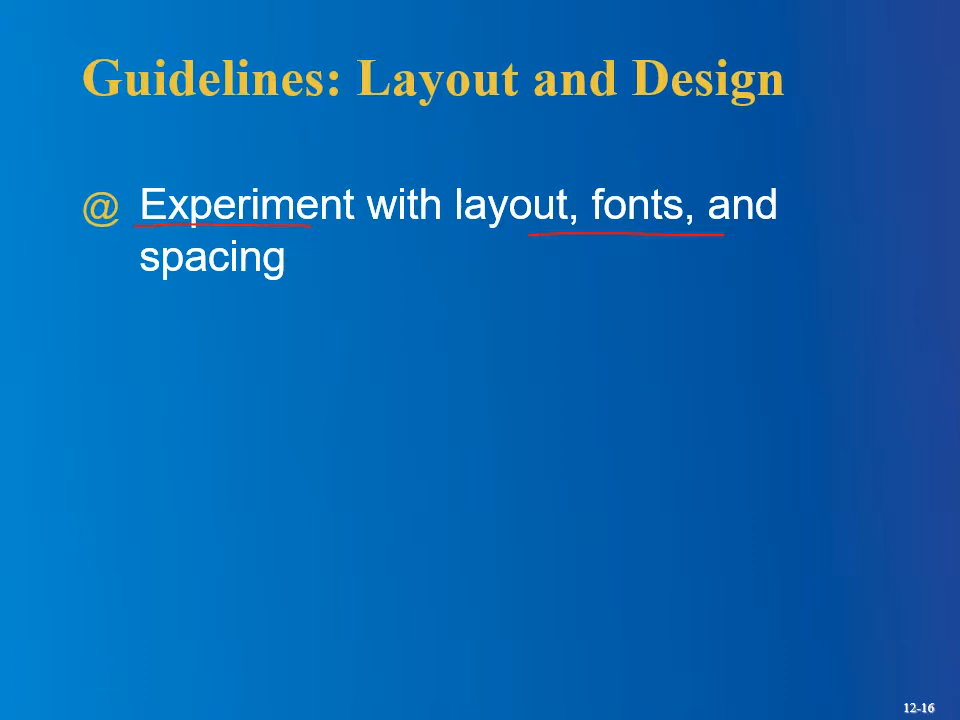 Guidelines: Layout and Design
@ Experiment with layout, fonts, and
spacing
12-16